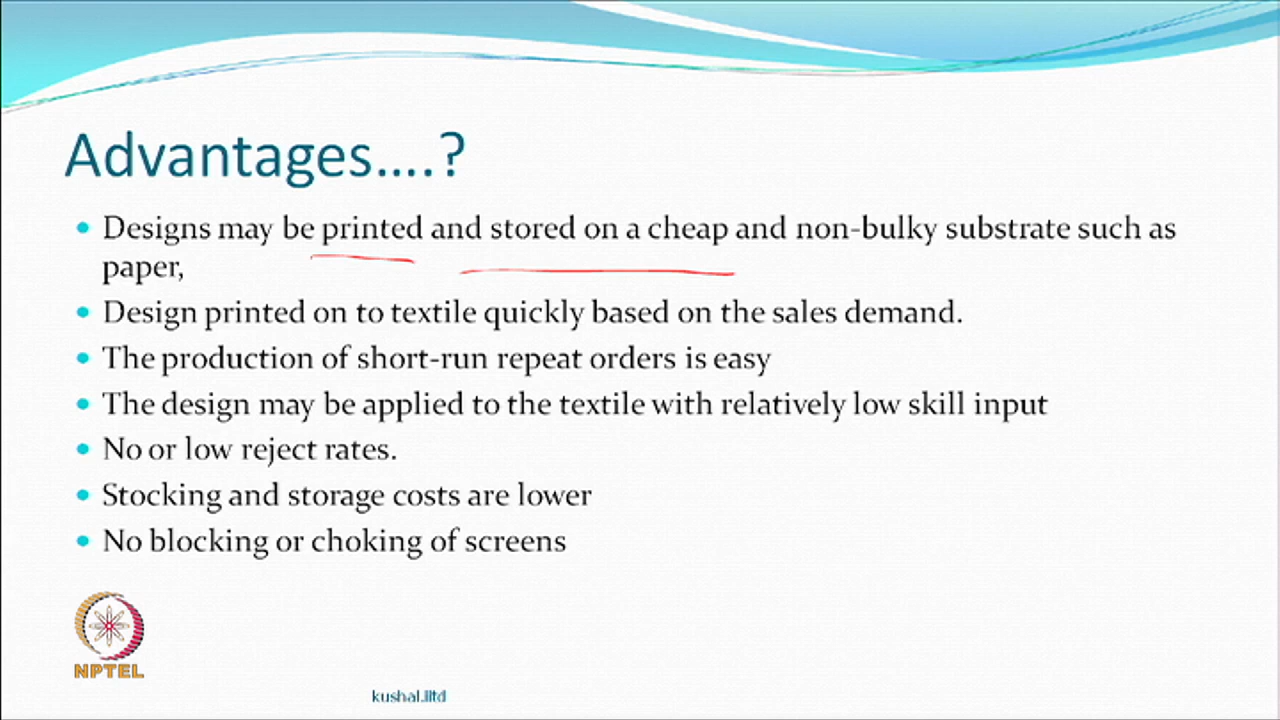 Advantages....?
Designs may be printed and stored on a cheap and non-bulky substrate such as
paper,
Design printed on to textile quickly based on the sales demand.
The production of short-run repeat orders is easy
The design may be applied to the textile with relatively low skill input
No or low reject rates.
Stocking and storage costs are lower
No blocking or choking of screens
NPTEL
kushal.iitd